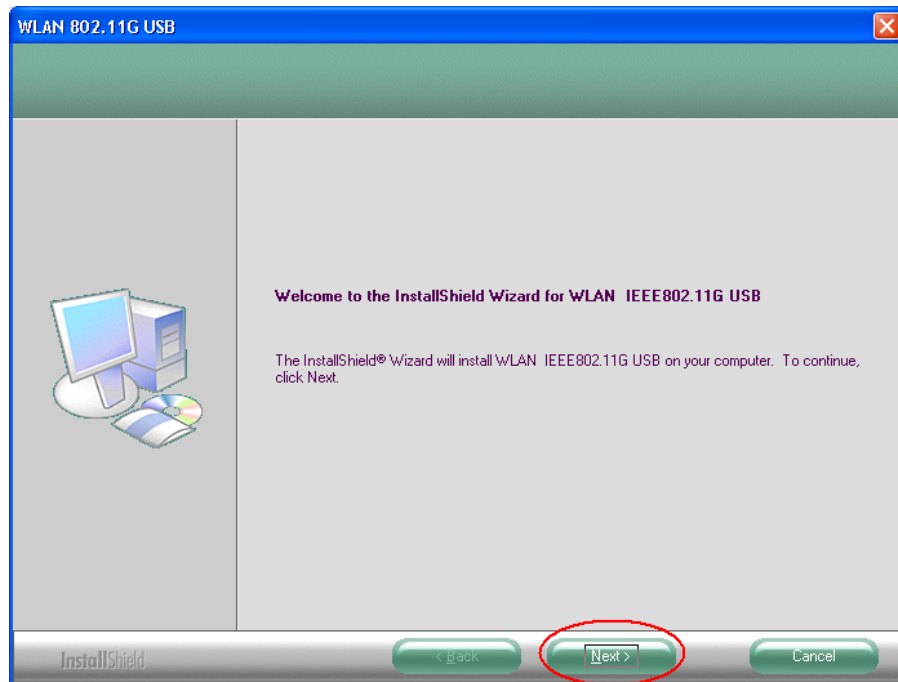 WLAN 802.11G USB
Welcome to the InstallShield Wizard for WLAN IEEE802.11G USB
The InstallShield® Wizard will install WLAN IEEE802.11G USB on your computer. To continue,
click Next.
InstallShield
< Back
Next >
Cancel